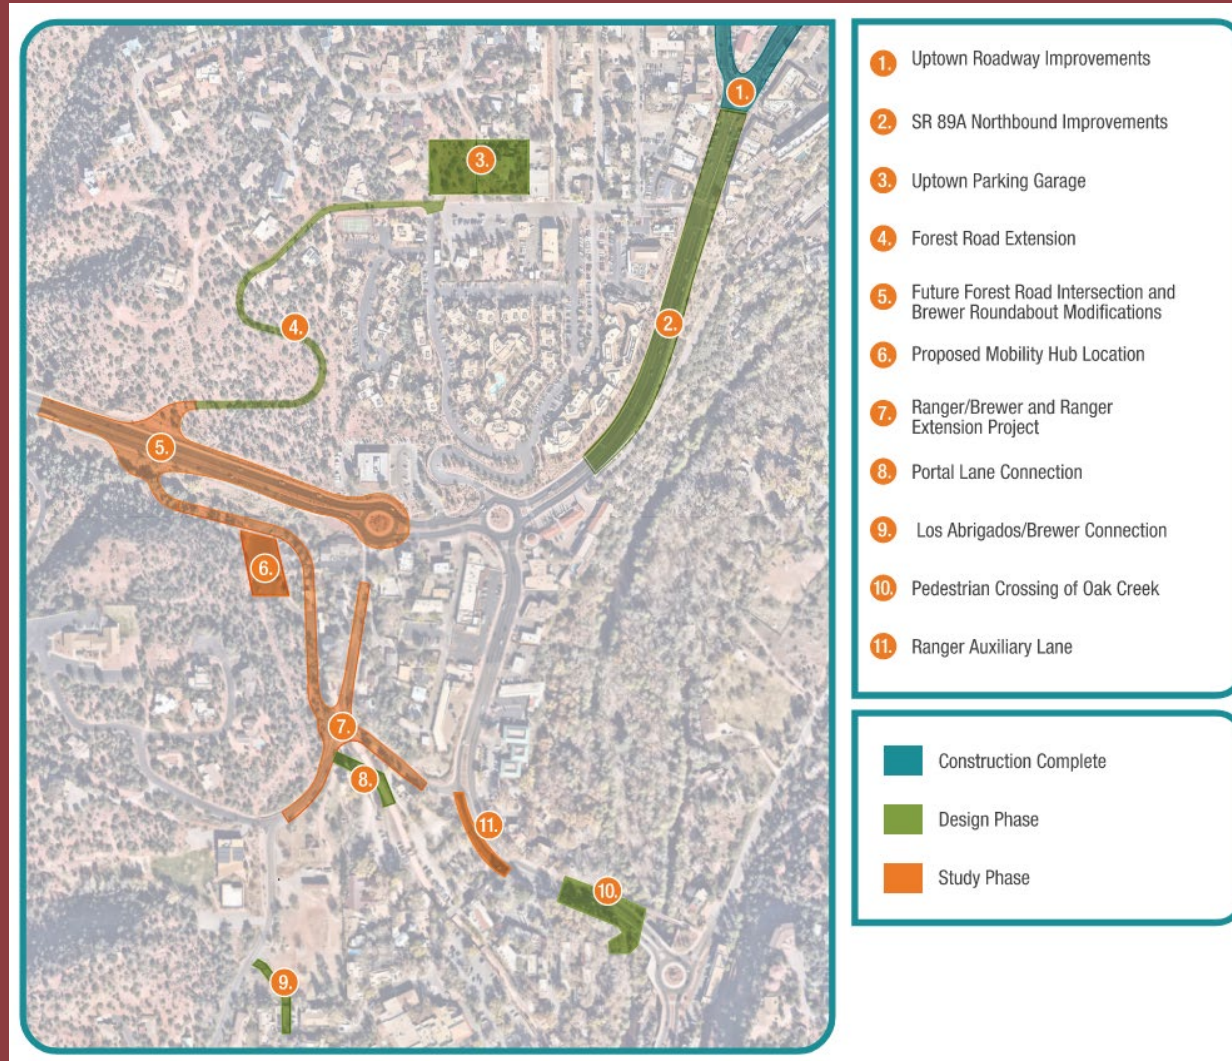 1.
2.
3.
4.
5.
6.
7.
8.
9.
10.
11.
1. Uptown Roadway Improvements
2. SR 89A Northbound Improvements
3. Uptown Parking Garage
4. Forest Road Extension
5. Future Forest Road Intersection and
Brewer Roundabout Modifications
6. Proposed Mobility Hub Location
7. Ranger/Brewer and Ranger
Extension Project
8. Portal Lane Connection
9. Los Abrigados/Brewer Connection
10. Pedestrian Crossing of Oak Creek
11. Ranger Auxiliary Lane
Construction Complete
Design Phase
Study Phase